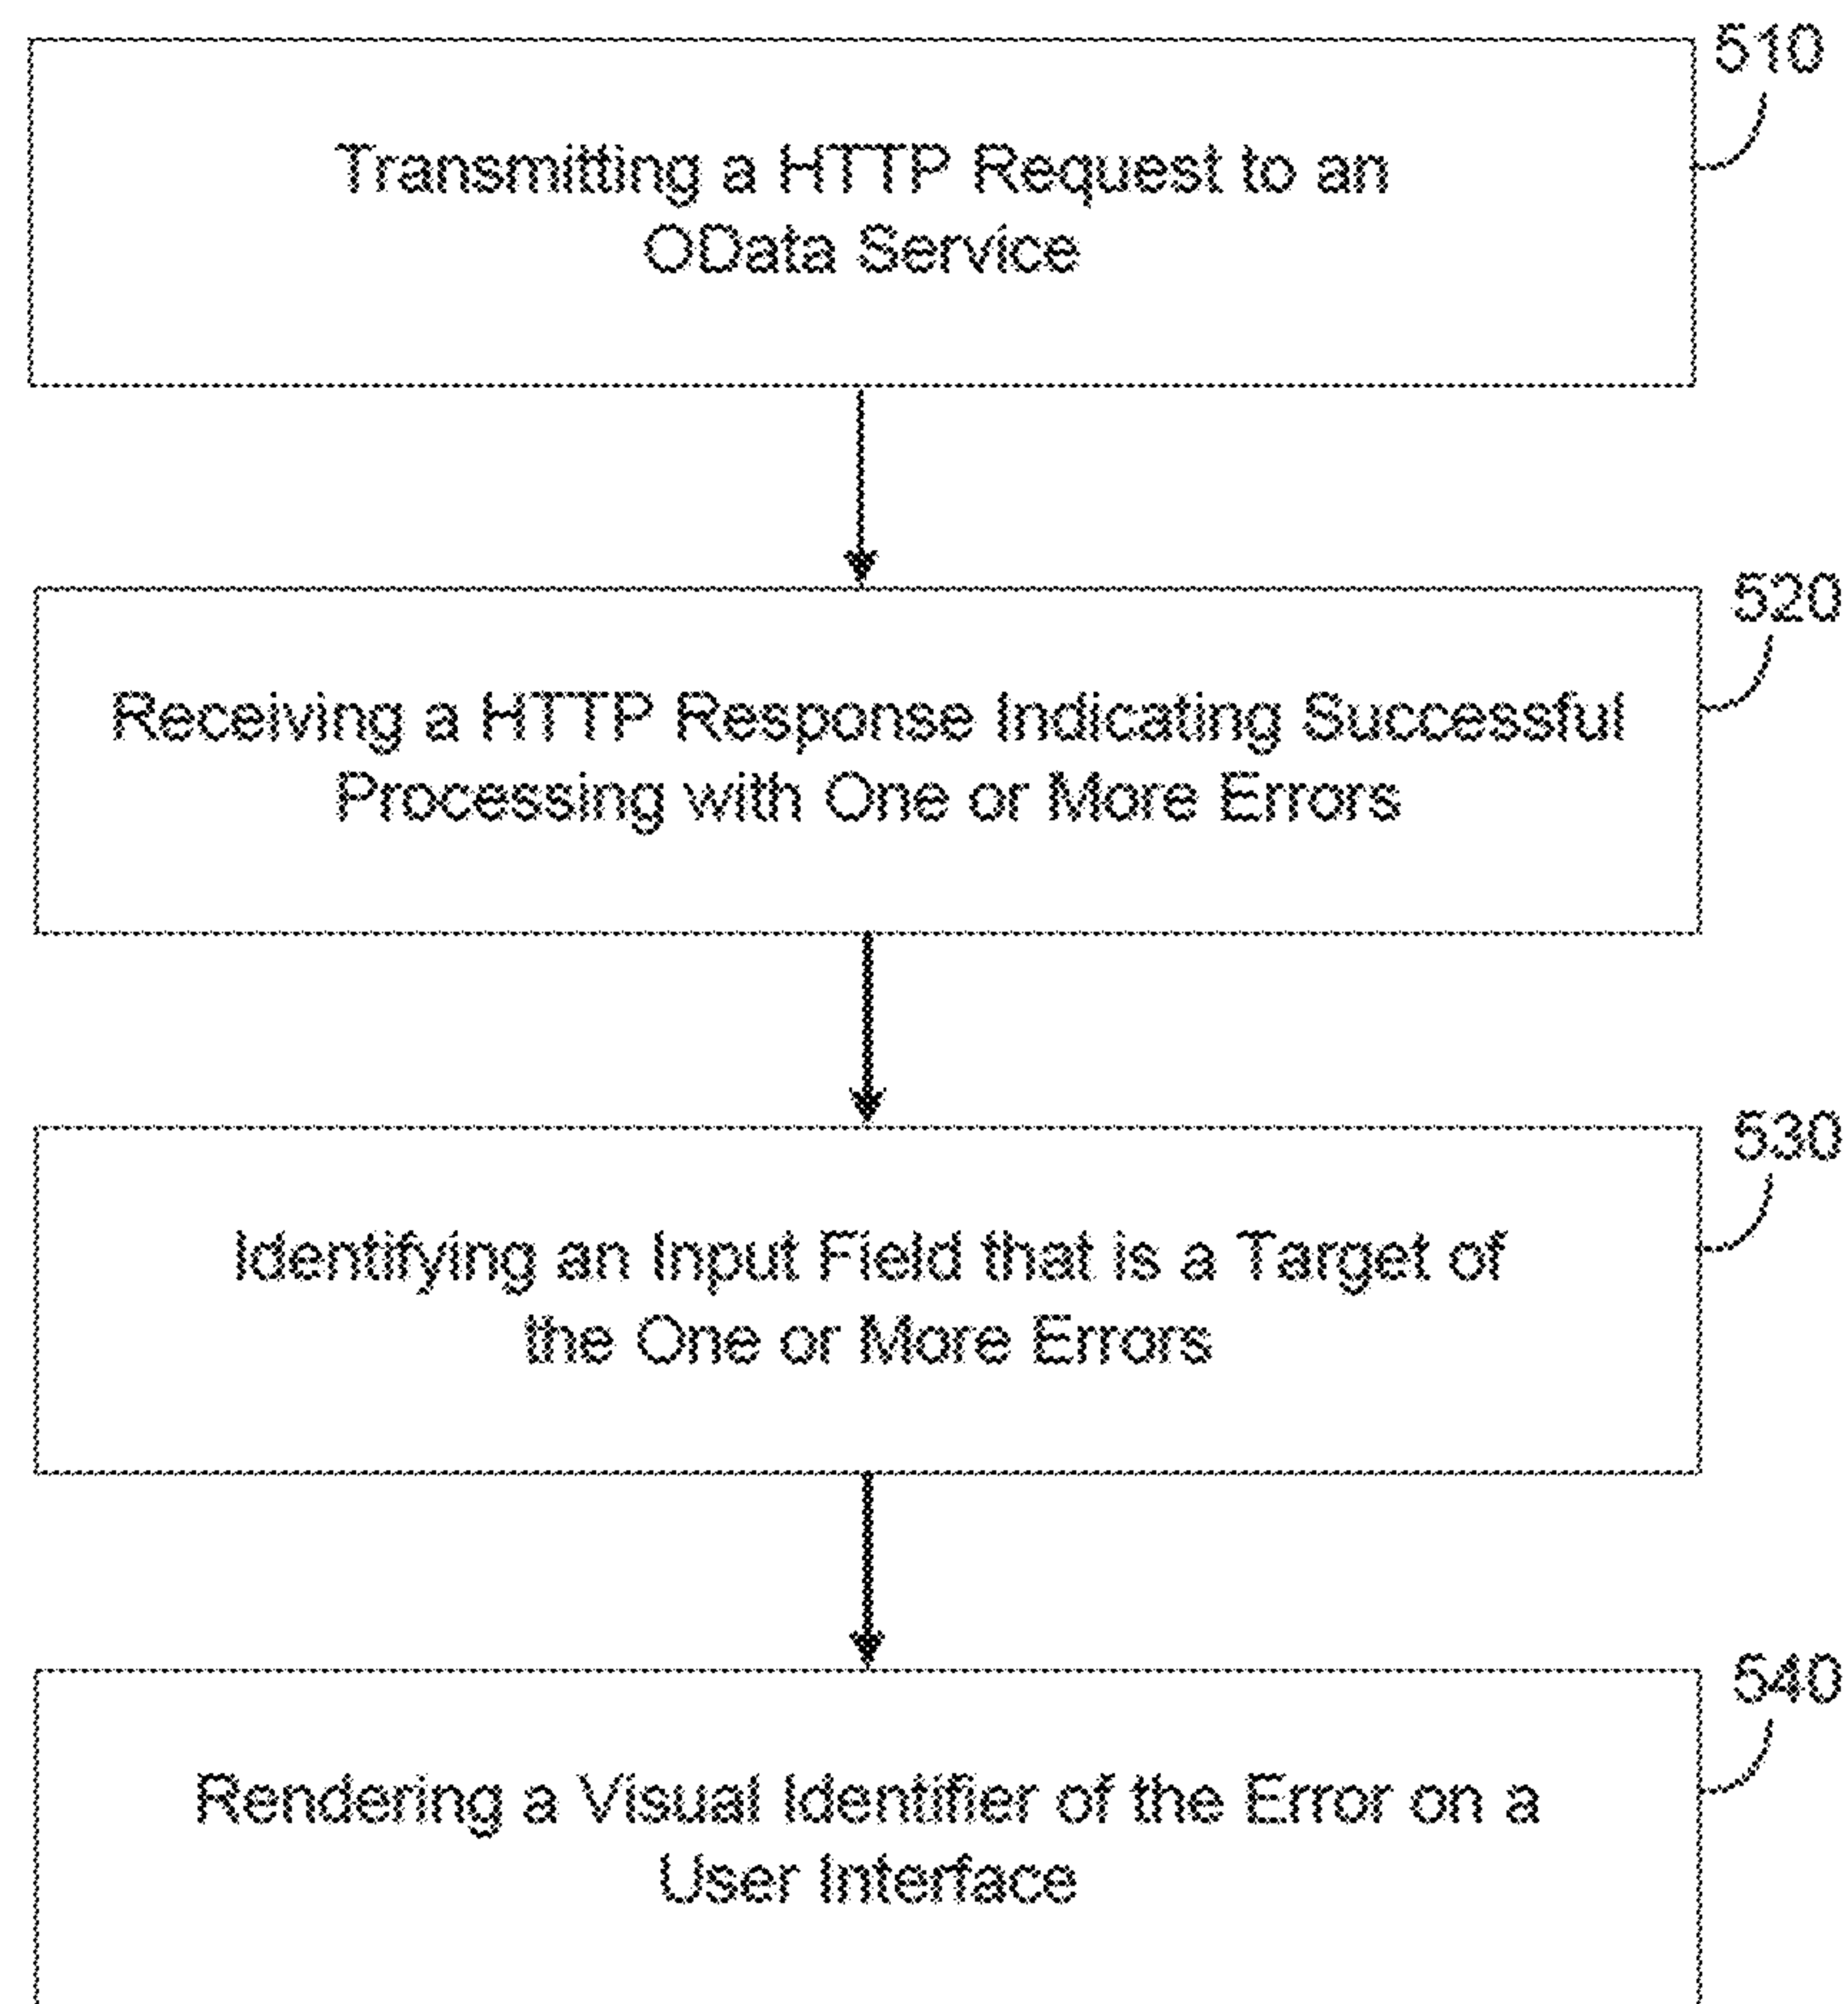 510
Transmitting a HTTP Request to an
OData Service
520
Receiving a HTTP Response Indicating Successful
Processing with One or More Errors
530
Identifying an Input Field that is a Target of
the One or More Errors
540
Rendering a Visual Identifier of the Error on a
User Interface